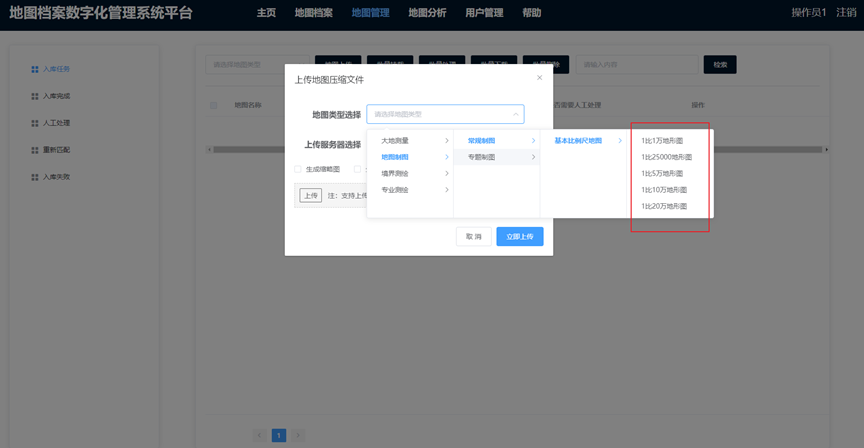 地图档案数字化管理系统平台
主页 地图档案 地图管理 地图分析 用户管理 帮助
操作员1 注销
入库任务
入库完成
人工处理
重新匹配
入库失败
请选择地图类型
请输入内容
检索
地图名称
否需要人工处理
操作
上传地图压缩文件
×
地图类型选择
请选择地图类型
上传服务器选择
生成缩略图
上传
注：支持上传
大地测量
地图制图
境界测绘
专业测绘
常规制图
专题制图
基本比例尺地图
1比1万地形图
1比25000地形图
1比5万地形图
1比10万地形图
1比20万地形图
取 消
立即上传
1